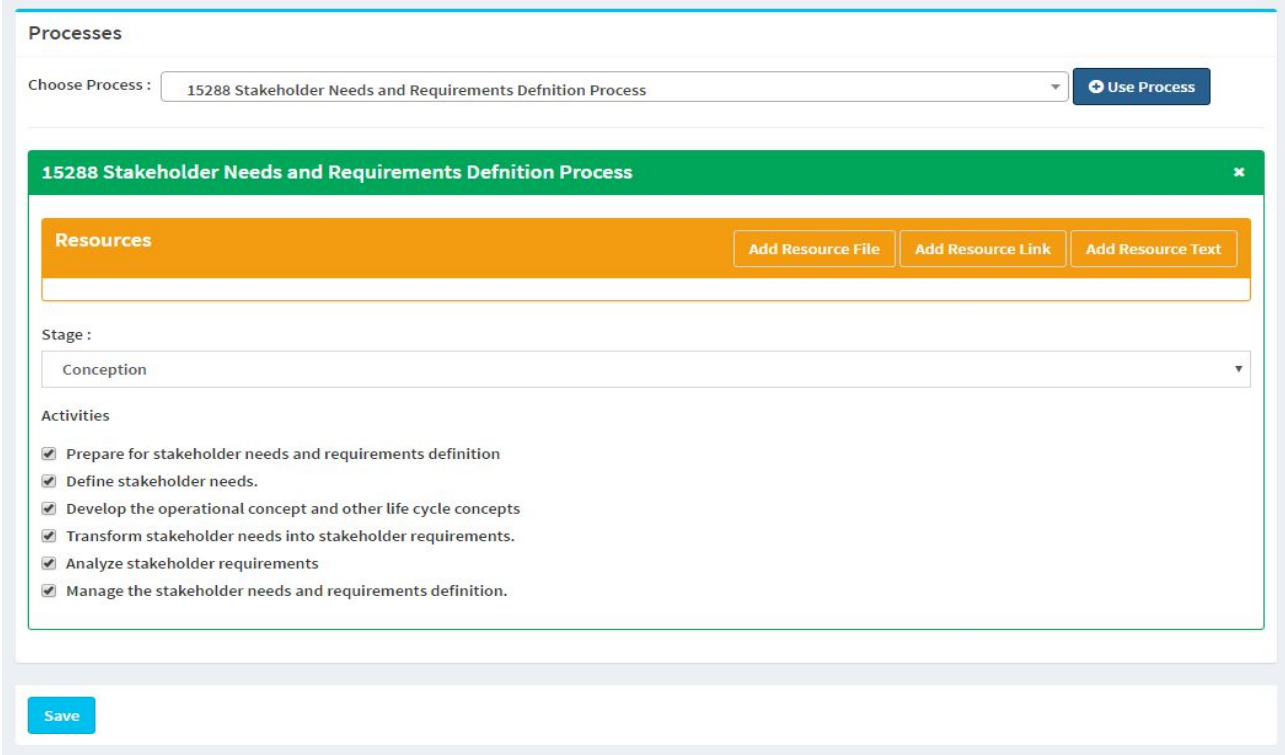 Processes
Choose Process : 15288 Stakeholder Needs and Requirements Defnition Process Use Process
15288 Stakeholder Needs and Requirements Defnition Process
Resources Add Resource File Add Resource Link Add Resource Text
Stage :
Conception
Activities
Prepare for stakeholder needs and requirements definition
Define stakeholder needs.
Develop the operational concept and other life cycle concepts
Transform stakeholder needs into stakeholder requirements.
Analyze stakeholder requirements
Manage the stakeholder needs and requirements definition.
Save